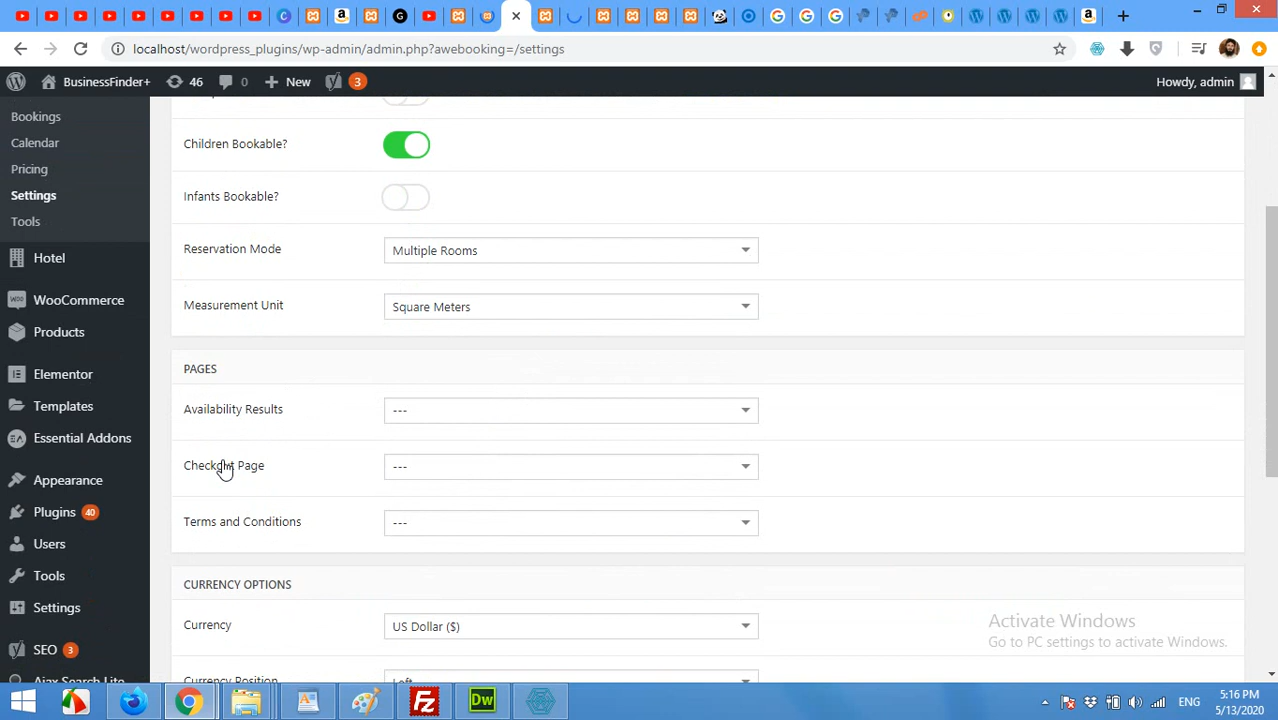 localhost/wordpress_plugins/wp-admin/admin.php?awebooking=/settings
BusinessFinder+ 46 0 New 3 Howdy, admin
Bookings
Calendar
Pricing
Settings
Tools
Hotel
WooCommerce
Products
Elementor
Templates
Essential Addons
Appearance
Plugins 40
Users
Tools
Settings
SEO 3
Ajax Search Lite
Children Bookable?
Infants Bookable?
Reservation Mode Multiple Rooms
Measurement Unit Square Meters
PAGES
Availability Results ---
Checkout Page ---
Terms and Conditions ---
CURRENCY OPTIONS
Currency US Dollar ($)
Currency Position Left
Activate Windows
Go to PC settings to activate Windows.
ENG
5:16 PM
5/13/2020